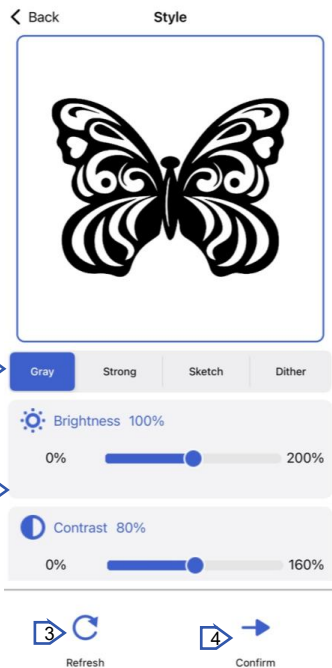 Back Style
Gray Strong Sketch Dither
Brightness 100%
0% 200%
Contrast 80%
0% 160%
3 4
Refresh Confirm